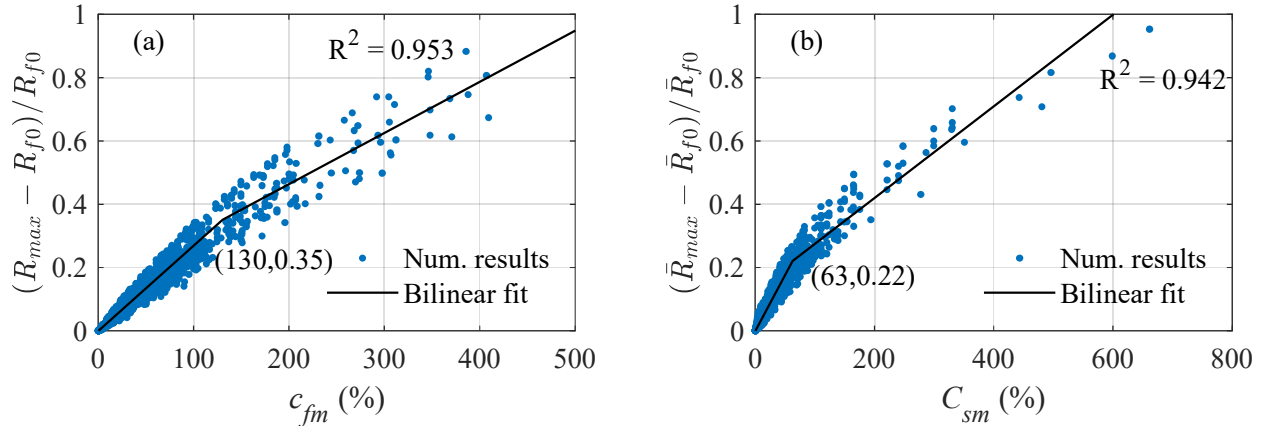 (a)
R² = 0.953
(130,0.35)
Num. results
Bilinear fit
0
0.2
0.4
0.6
0.8
1
0
100
200
300
400
500
(R_max − R_f0)/R_f0
c_fm (%)
(b)
R² = 0.942
(63,0.22)
Num. results
Bilinear fit
0
0.2
0.4
0.6
0.8
1
0
200
400
600
800
(R̄_max − R̄_f0)/R̄_f0
C_sm (%)